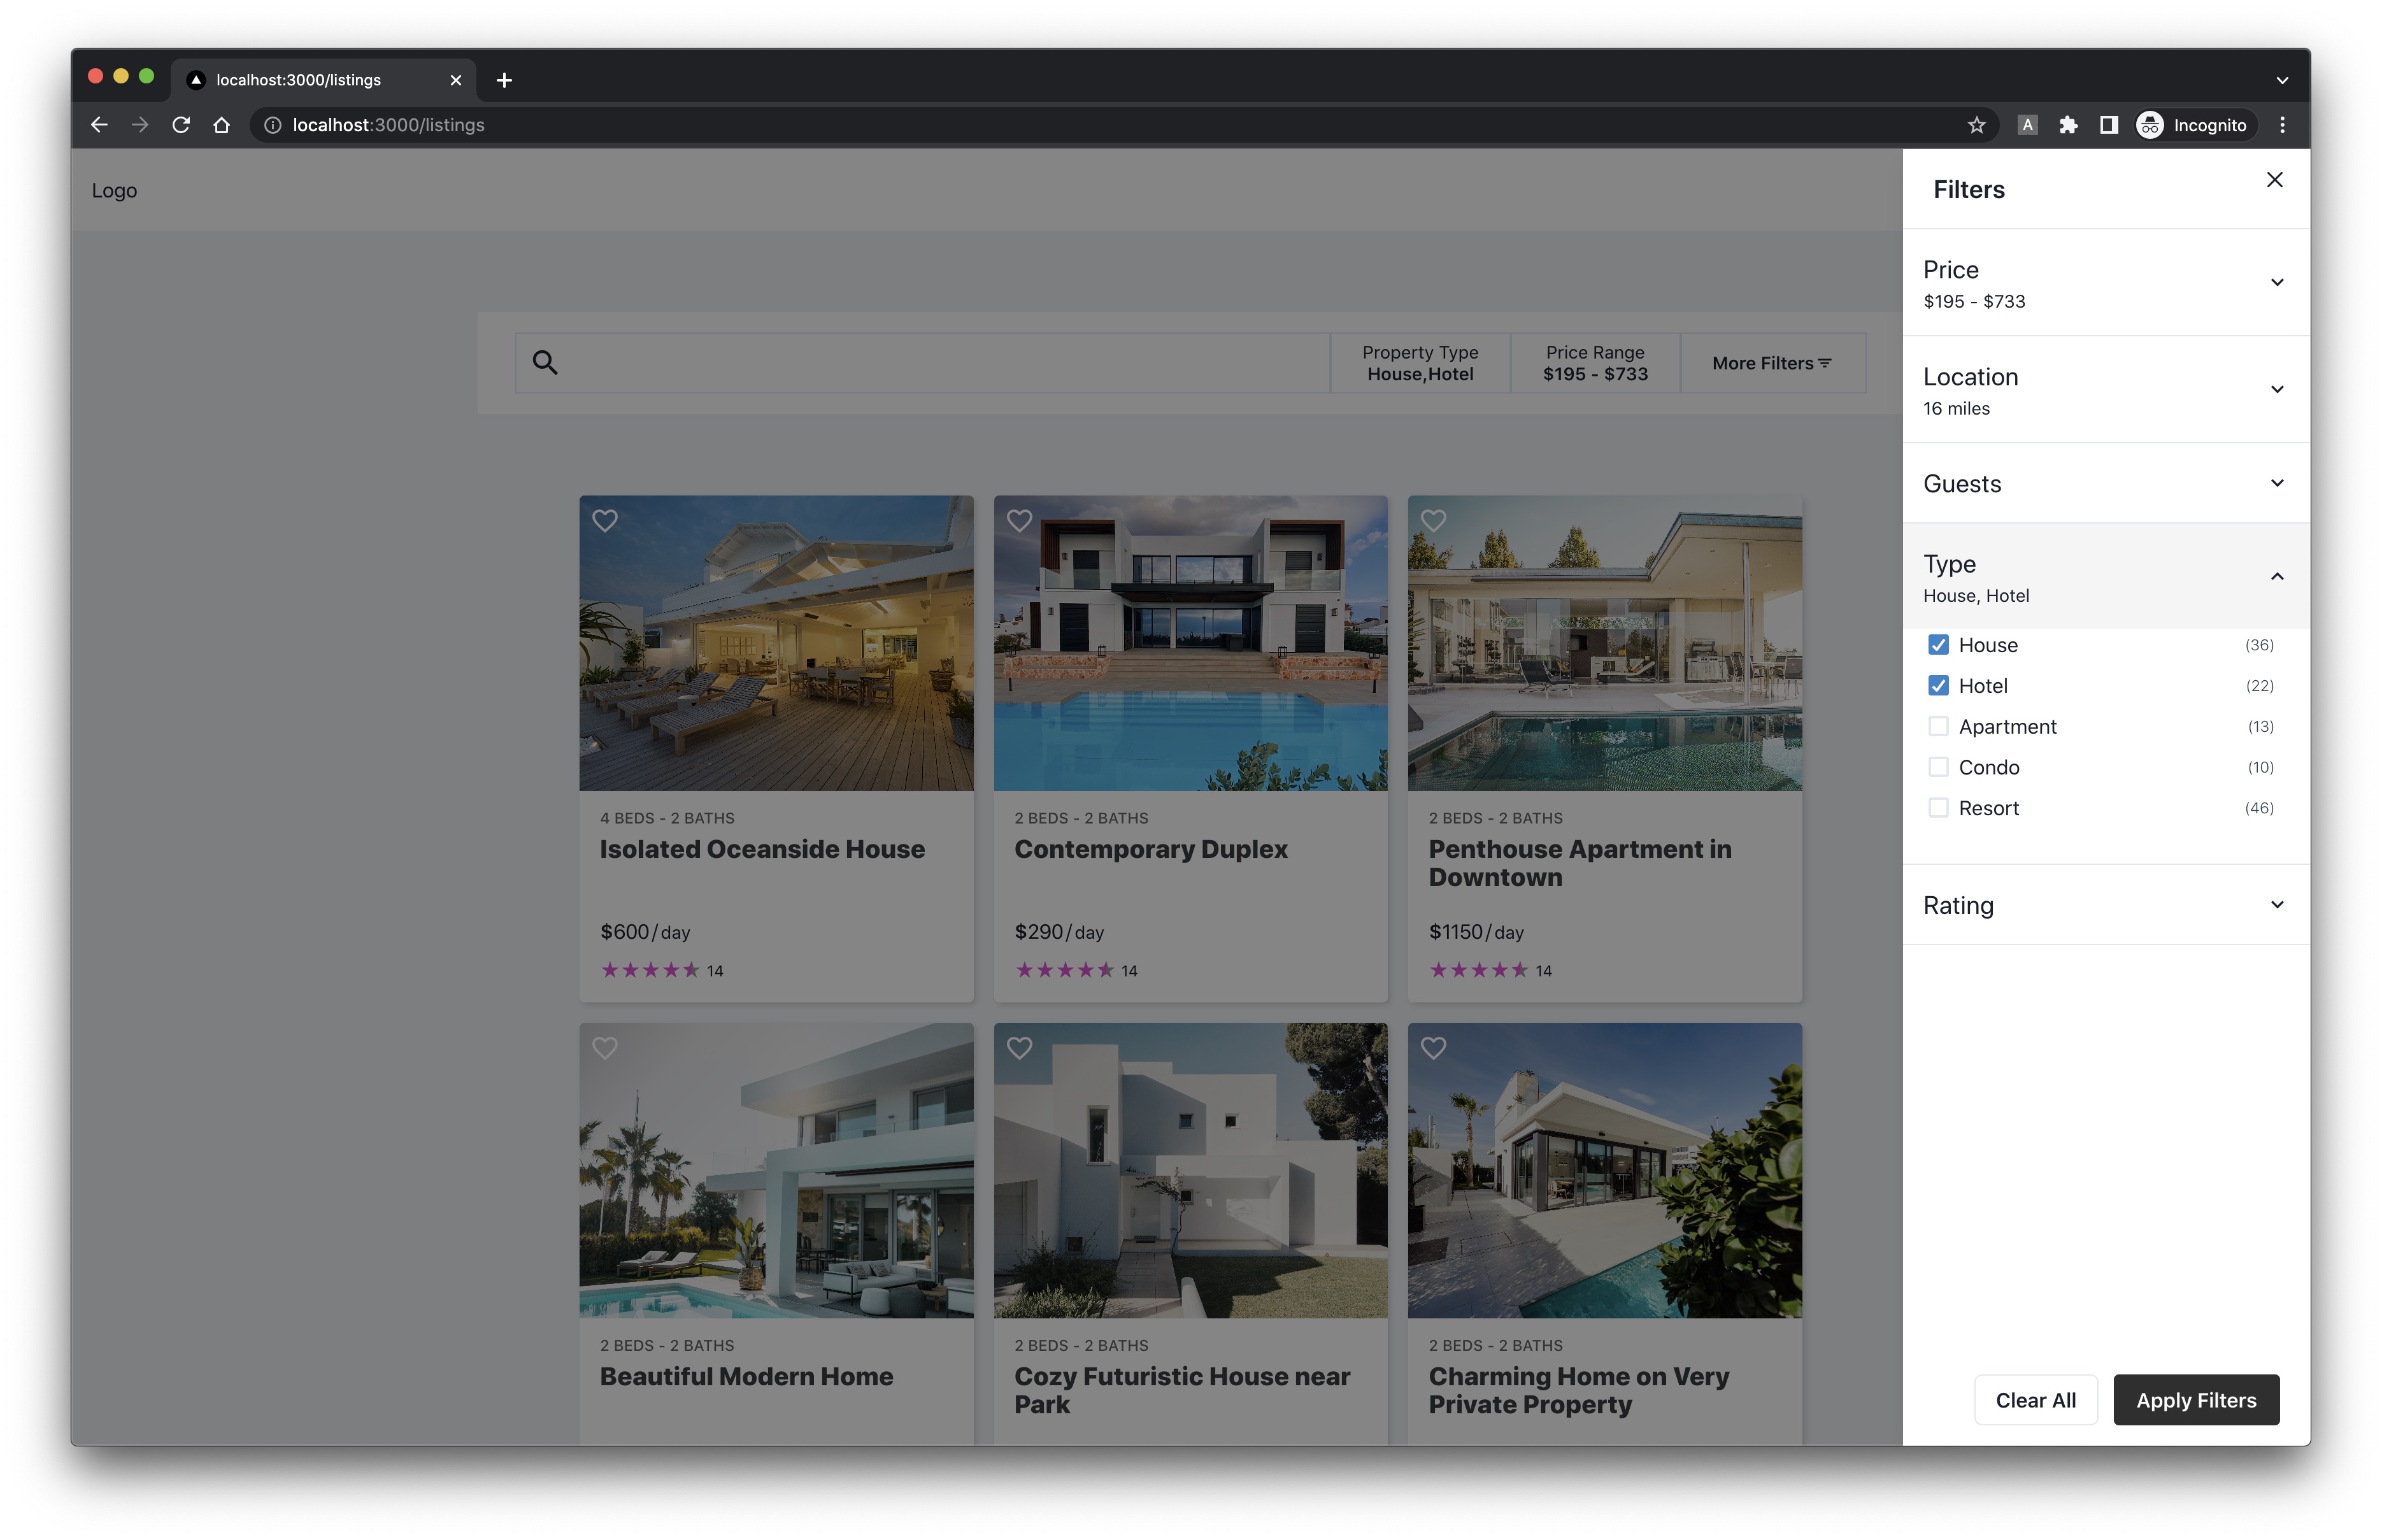 localhost:3000/listings
localhost:3000/listings
A
Incognito
Logo
Property Type
House,Hotel
Price Range
$195 - $733
More Filters
4 BEDS - 2 BATHS
Isolated Oceanside House
$600/day
14
2 BEDS - 2 BATHS
Contemporary Duplex
$290/day
14
2 BEDS - 2 BATHS
Penthouse Apartment in
Downtown
$1150/day
14
2 BEDS - 2 BATHS
Beautiful Modern Home
2 BEDS - 2 BATHS
Cozy Futuristic House near
Park
2 BEDS - 2 BATHS
Charming Home on Very
Private Property
Filters
Price
$195 - $733
Location
16 miles
Guests
Type
House, Hotel
House (36)
Hotel (22)
Apartment (13)
Condo (10)
Resort (46)
Rating
Clear All
Apply Filters